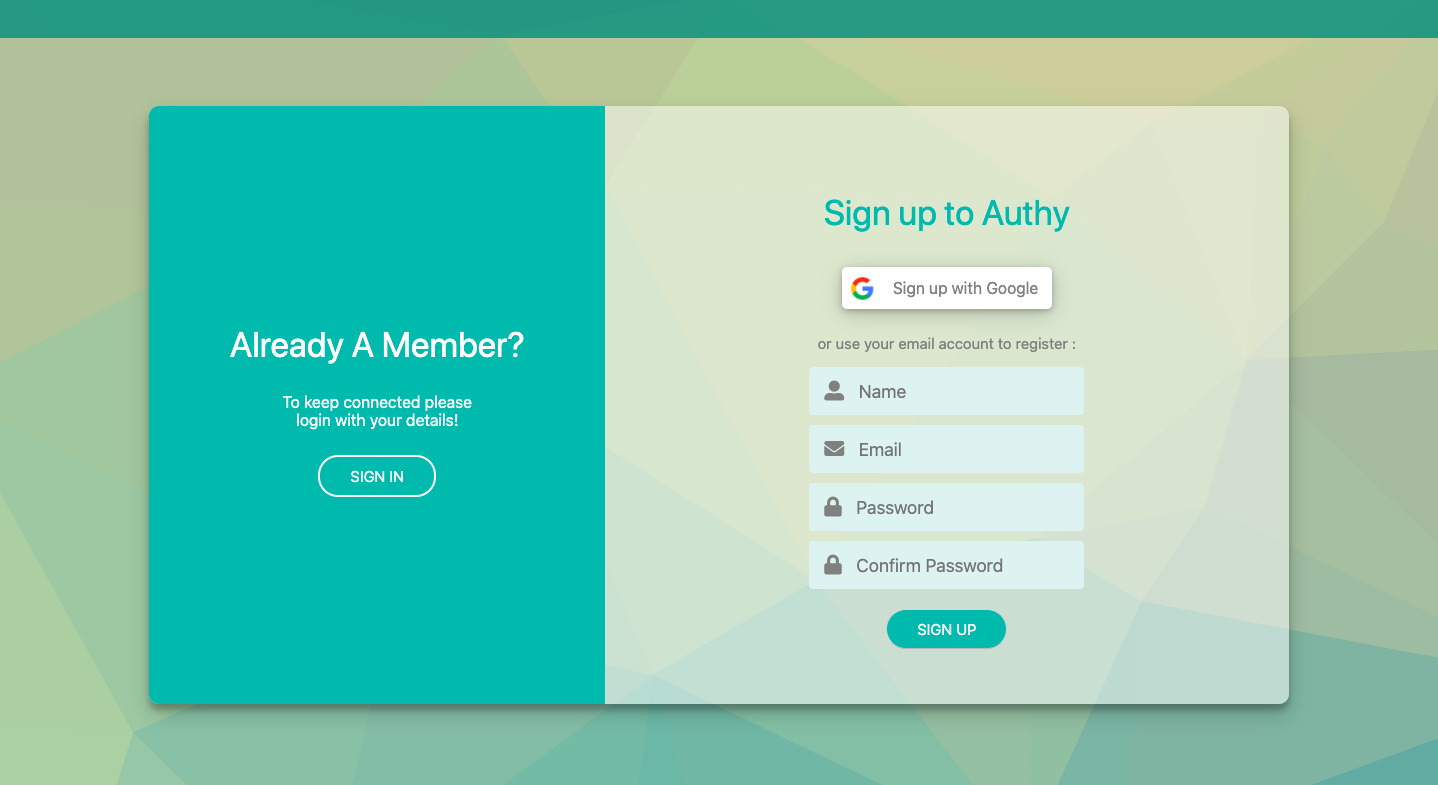 Already A Member?
To keep connected please
login with your details!
SIGN IN
Sign up to Authy
Sign up with Google
or use your email account to register :
Name
Email
Password
Confirm Password
SIGN UP